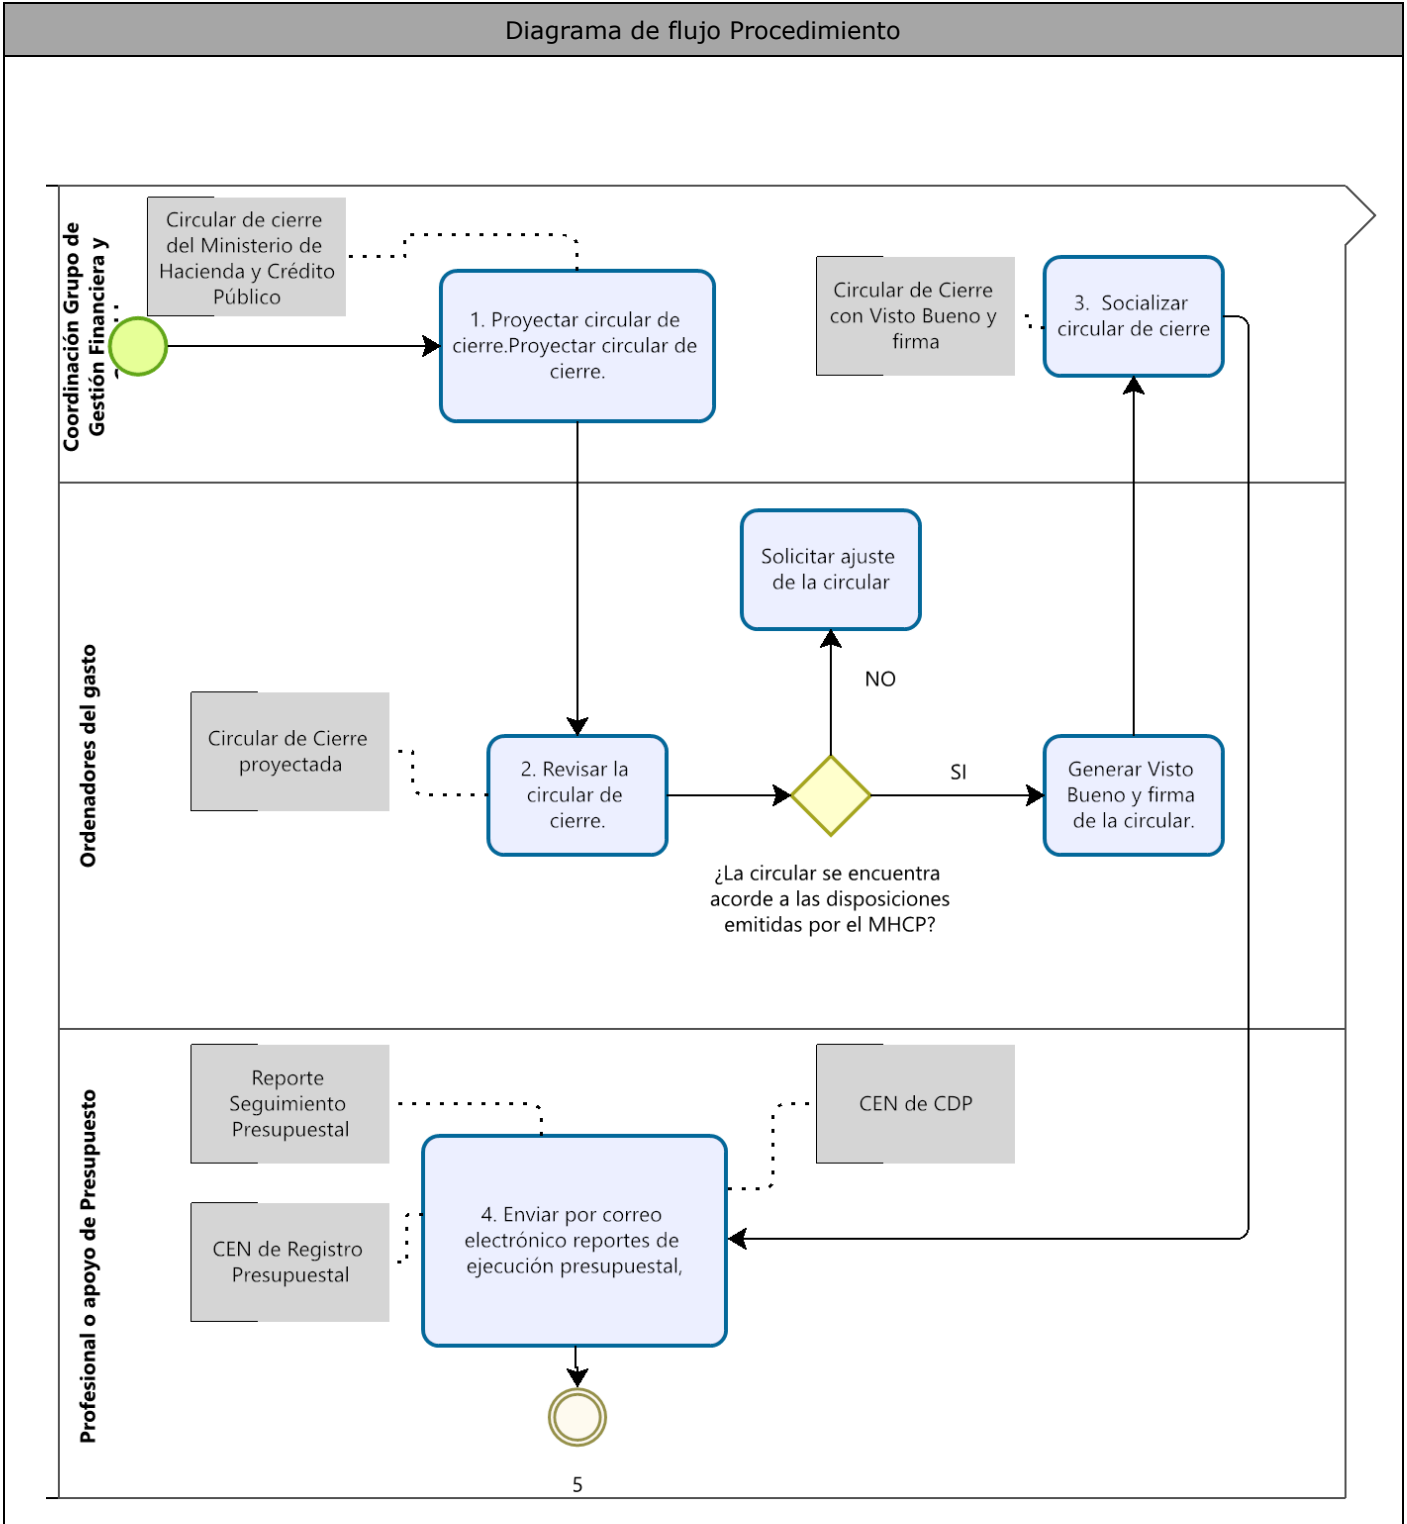 Diagrama de flujo Procedimiento
Coordinación Grupo de
Gestión Financiera y
Circular de cierre
del Ministerio de
Hacienda y Crédito
Público
1. Proyectar circular de
cierre.Proyectar circular de
cierre.
Circular de Cierre
con Visto Bueno y
firma
3.  Socializar
circular de cierre
Ordenadores del gasto
Solicitar ajuste
de la circular
NO
Circular de Cierre
proyectada
2. Revisar la
circular de
cierre.
SI
Generar Visto
Bueno y firma
de la circular.
¿La circular se encuentra
acorde a las disposiciones
emitidas por el MHCP?
Profesional o apoyo de Presupuesto
Reporte
Seguimiento
Presupuestal
CEN de CDP
CEN de Registro
Presupuestal
4. Enviar por correo
electrónico reportes de
ejecución presupuestal,
5